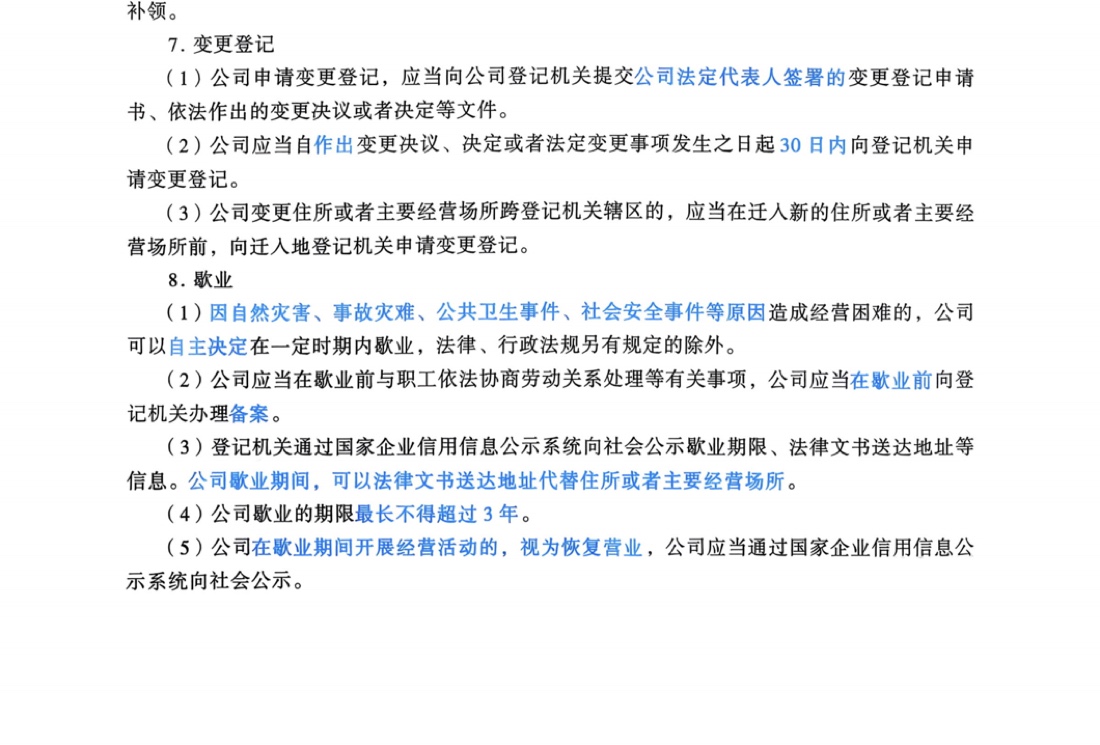 补领。
7. 变更登记
（1）公司申请变更登记，应当向公司登记机关提交公司法定代表人签署的变更登记申请
书、依法作出的变更决议或者决定等文件。
（2）公司应当自作出变更决议、决定或者法定变更事项发生之日起 30 日内向登记机关申
请变更登记。
（3）公司变更住所或者主要经营场所跨登记机关辖区的，应当在迁入新的住所或者主要经
营场所前，向迁入地登记机关申请变更登记。
8. 歇业
（1）因自然灾害、事故灾难、公共卫生事件、社会安全事件等原因造成经营困难的，公司
可以自主决定在一定时期内歇业，法律、行政法规另有规定的除外。
（2）公司应当在歇业前与职工依法协商劳动关系处理等有关事项，公司应当在歇业前向登
记机关办理备案。
（3）登记机关通过国家企业信用信息公示系统向社会公示歇业期限、法律文书送达地址等
信息。公司歇业期间，可以法律文书送达地址代替住所或者主要经营场所。
（4）公司歇业的期限最长不得超过 3 年。
（5）公司在歇业期间开展经营活动的，视为恢复营业，公司应当通过国家企业信用信息公
示系统向社会公示。